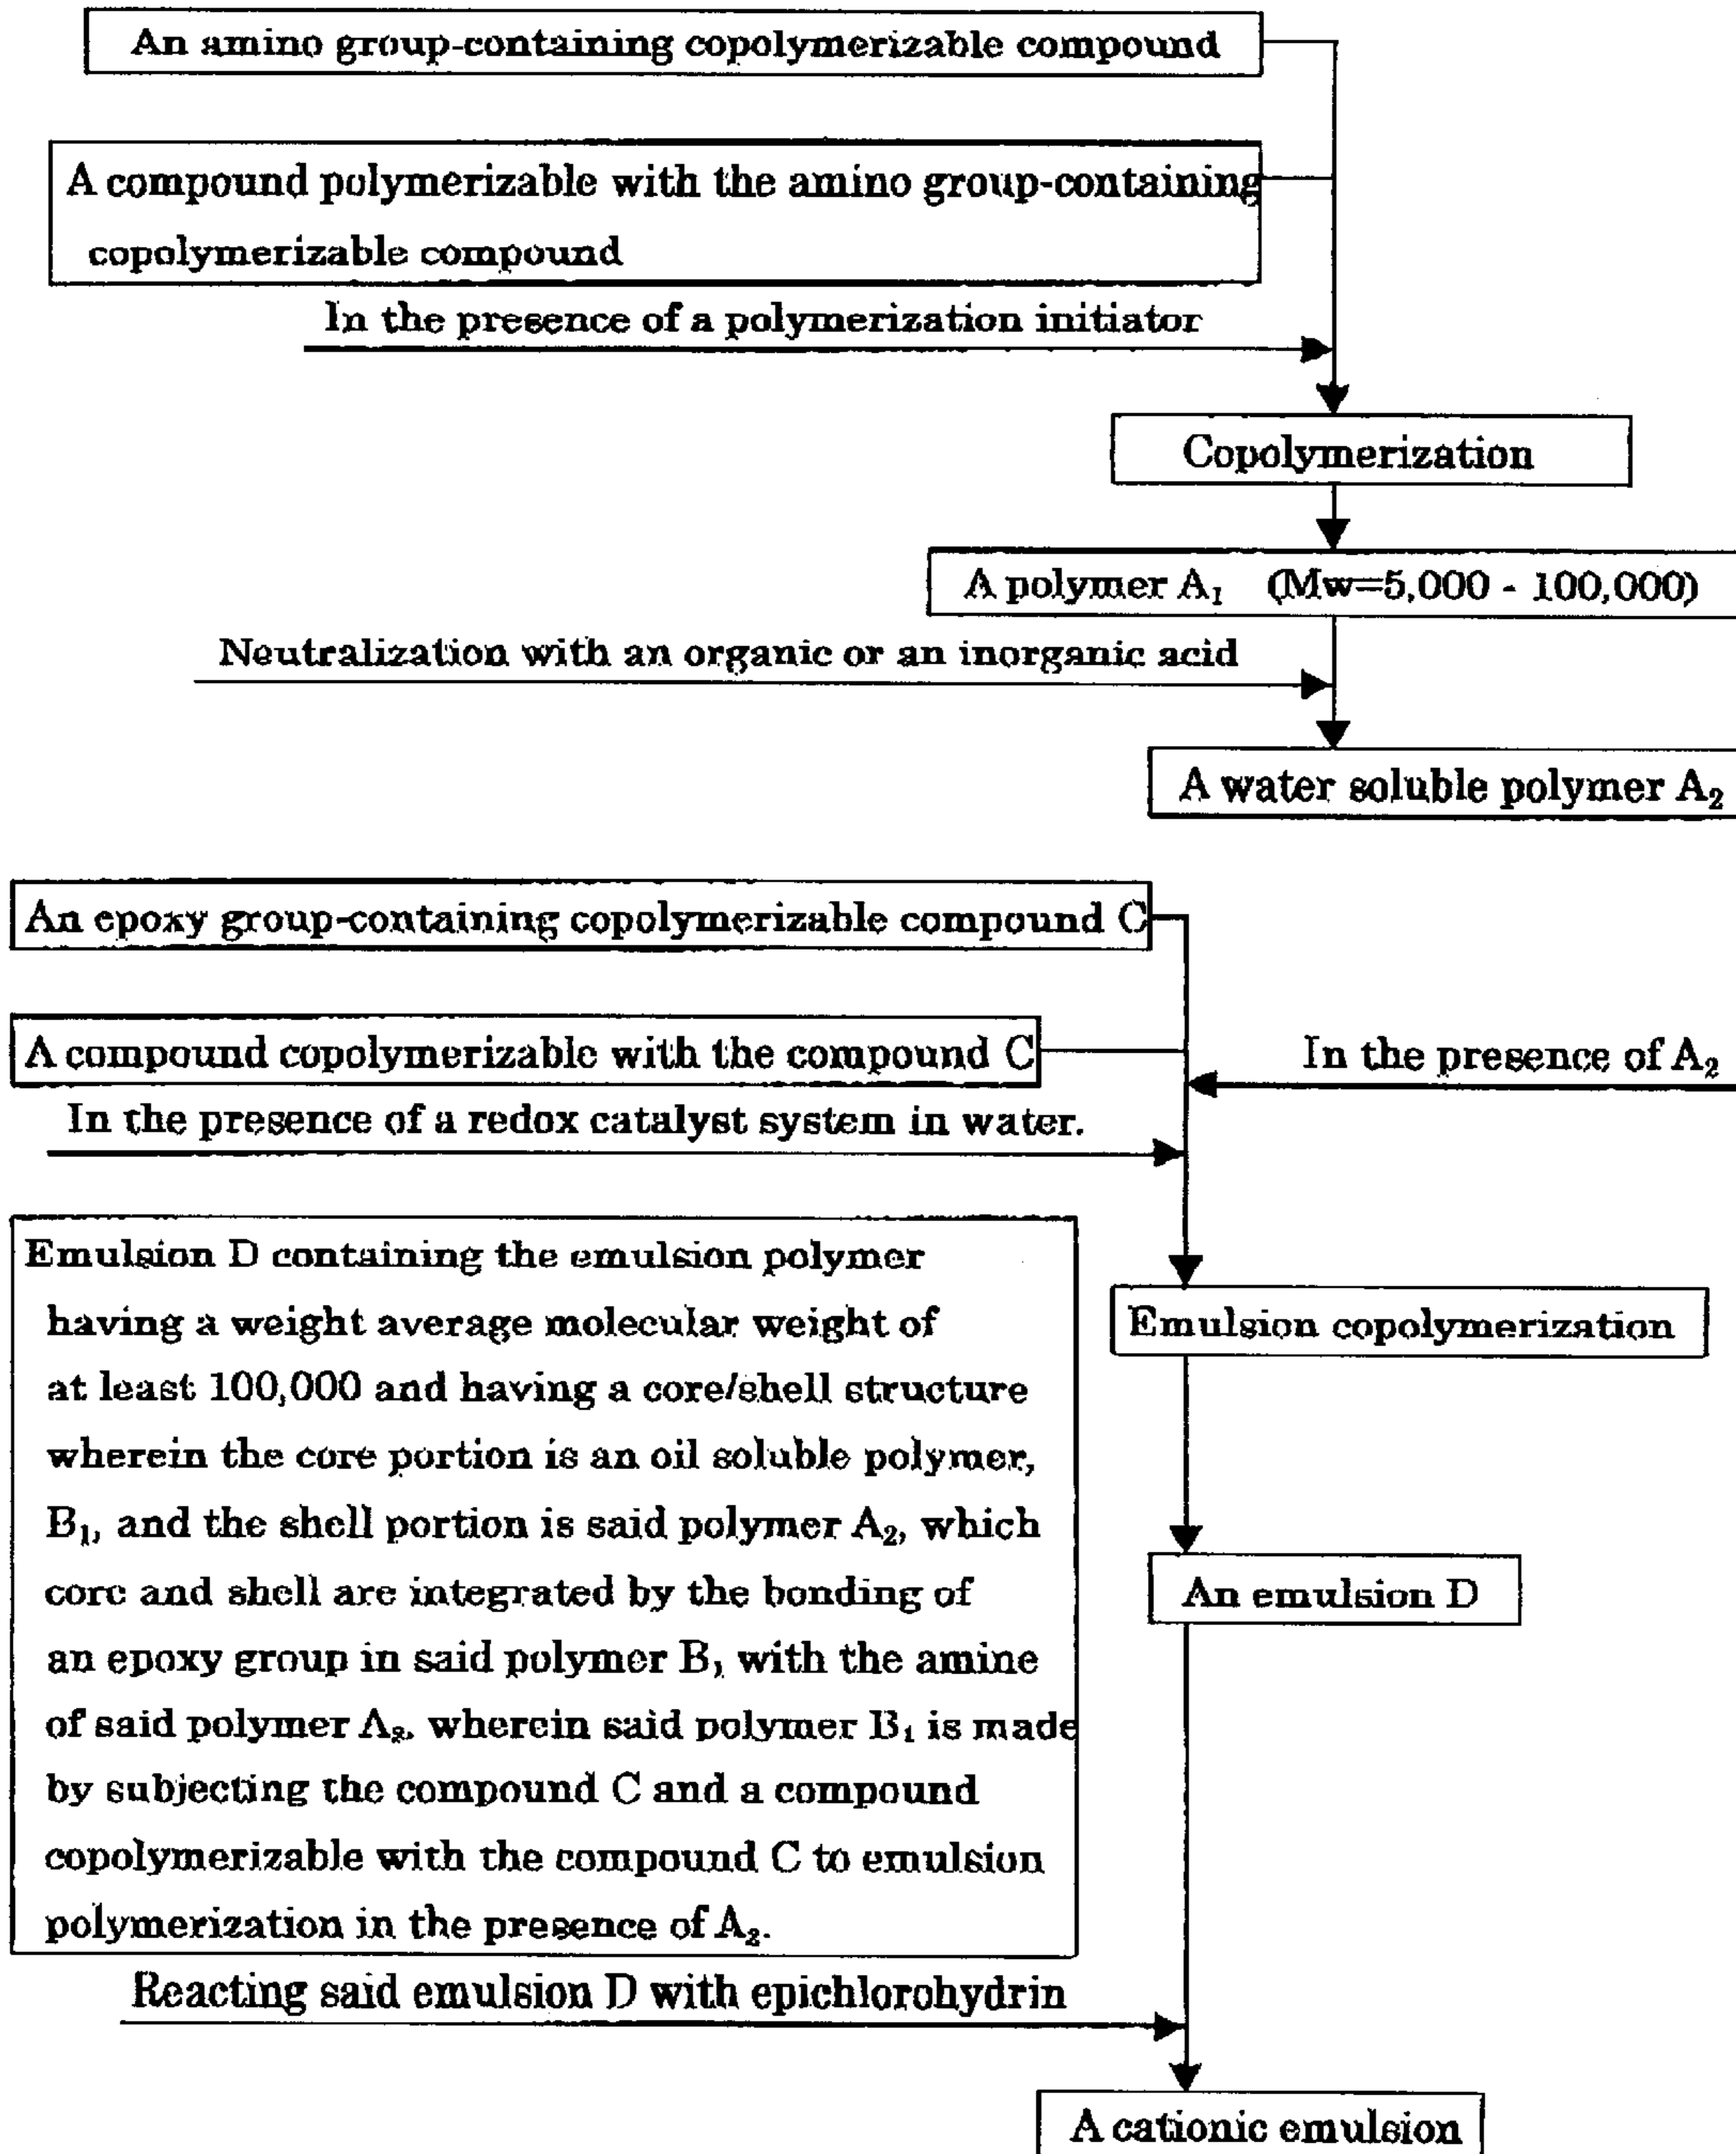 An amino group-containing copolymerizable compound
A compound polymerizable with the amino group-containing
copolymerizable compound
In the presence of a polymerization initiator
Copolymerization
A polymer A₁ (Mw=5,000 - 100,000)
Neutralization with an organic or an inorganic acid
A water soluble polymer A₂
An epoxy group-containing copolymerizable compound C
A compound copolymerizable with the compound C
In the presence of A₂
In the presence of a redox catalyst system in water.
Emulsion D containing the emulsion polymer
having a weight average molecular weight of
at least 100,000 and having a core/shell structure
wherein the core portion is an oil soluble polymer,
B₁, and the shell portion is said polymer A₂, which
core and shell are integrated by the bonding of
an epoxy group in said polymer B₁ with the amine
of said polymer A₂, wherein said polymer B₁ is made
by subjecting the compound C and a compound
copolymerizable with the compound C to emulsion
polymerization in the presence of A₂.
Emulsion copolymerization
An emulsion D
Reacting said emulsion D with epichlorohydrin
A cationic emulsion